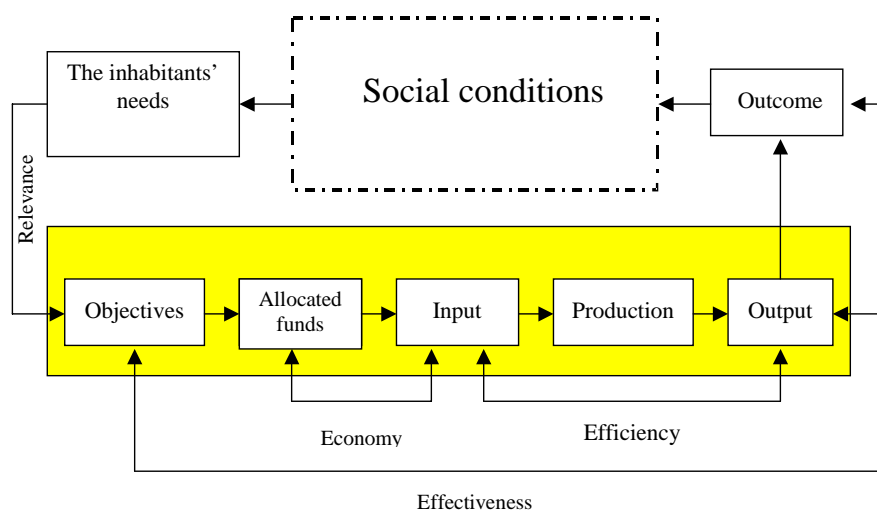 The inhabitants’
needs
Social conditions
Outcome
Relevance
Objectives
Allocated
funds
Input
Production
Output
Economy
Efficiency
Effectiveness